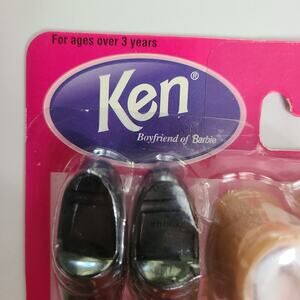 For ages over 3 years
Ken®
Boyfriend of Barbie